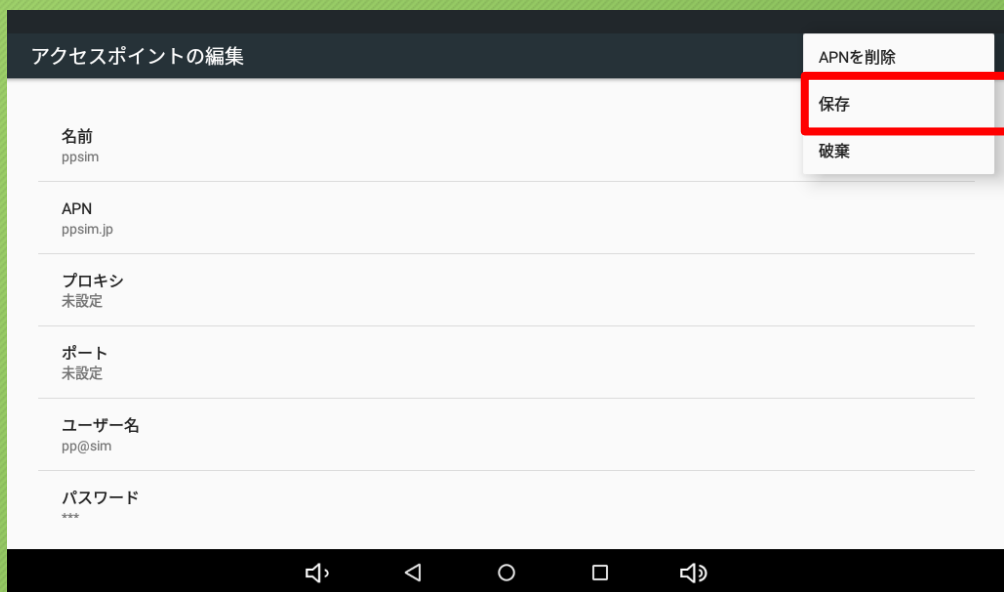 アクセスポイントの編集
APNを削除
保存
破棄
名前
ppsim
APN
ppsim.jp
プロキシ
未設定
ポート
未設定
ユーザー名
pp@sim
パスワード
***